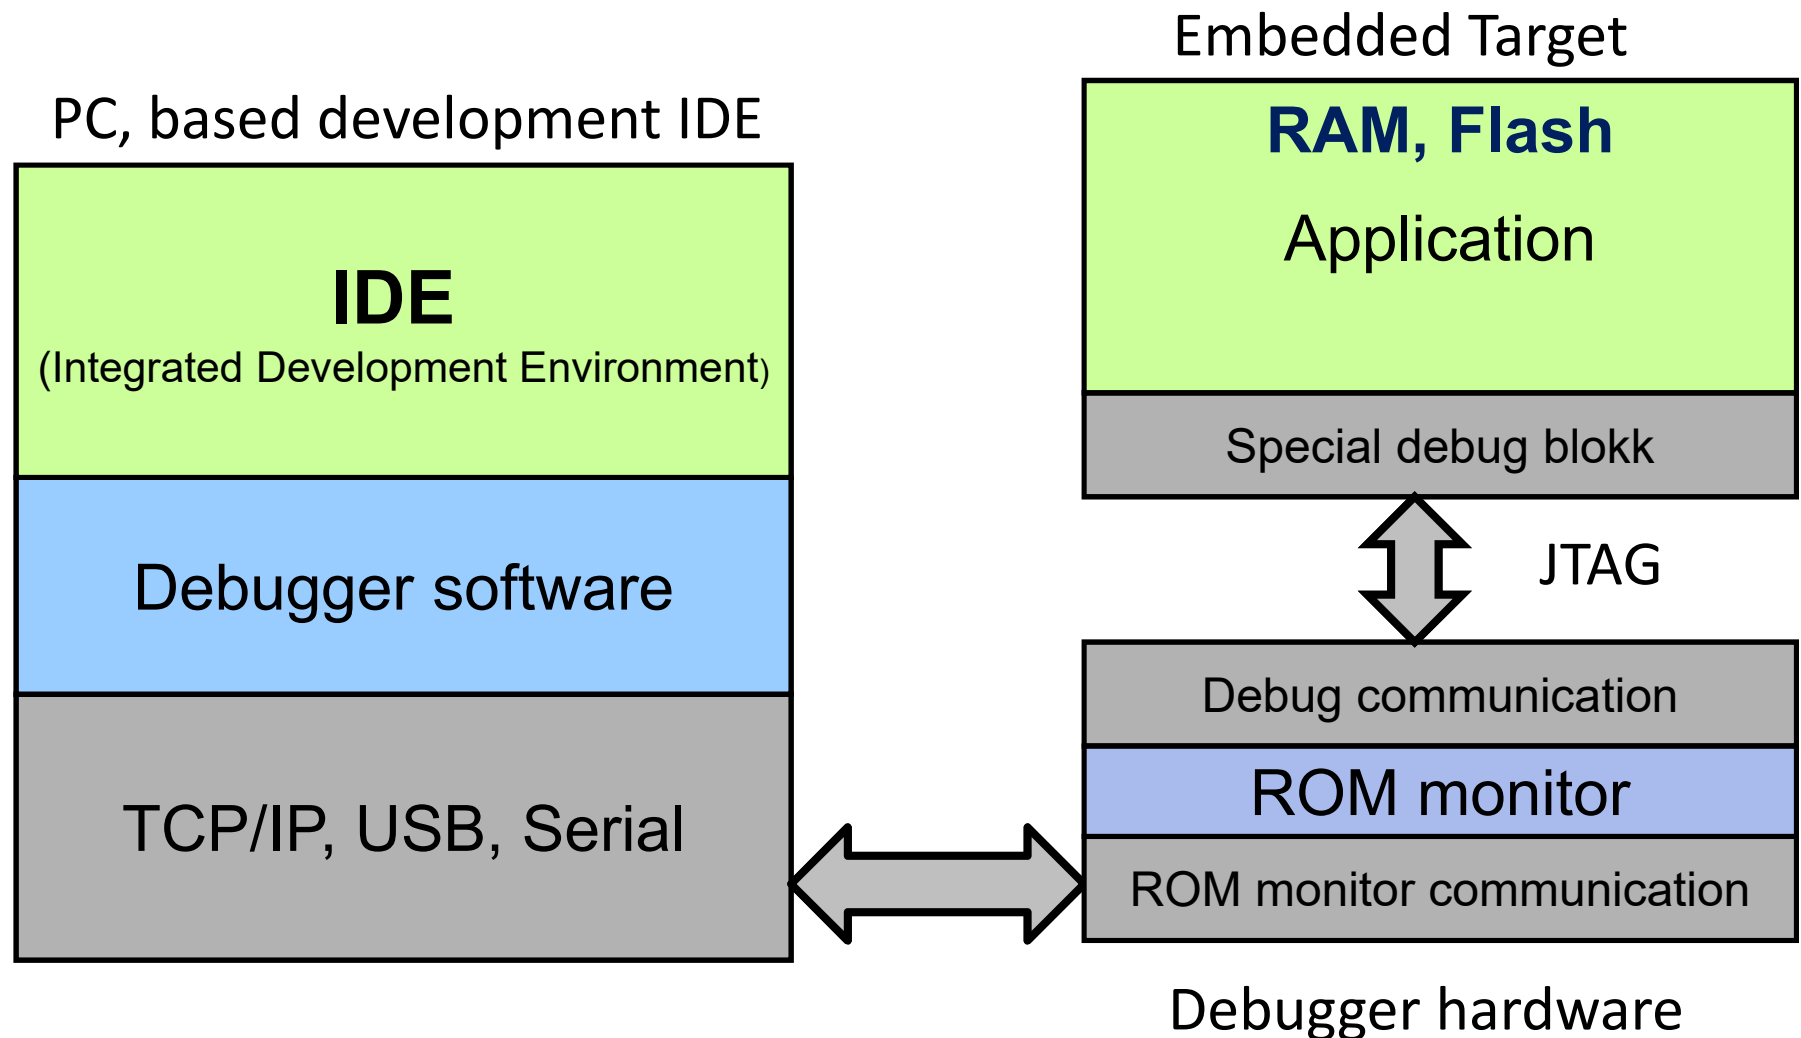 PC, based development IDE
IDE
(Integrated Development Environment)
Debugger software
TCP/IP, USB, Serial
Embedded Target
RAM, Flash
Application
Special debug blokk
JTAG
Debug communication
ROM monitor
ROM monitor communication
Debugger hardware